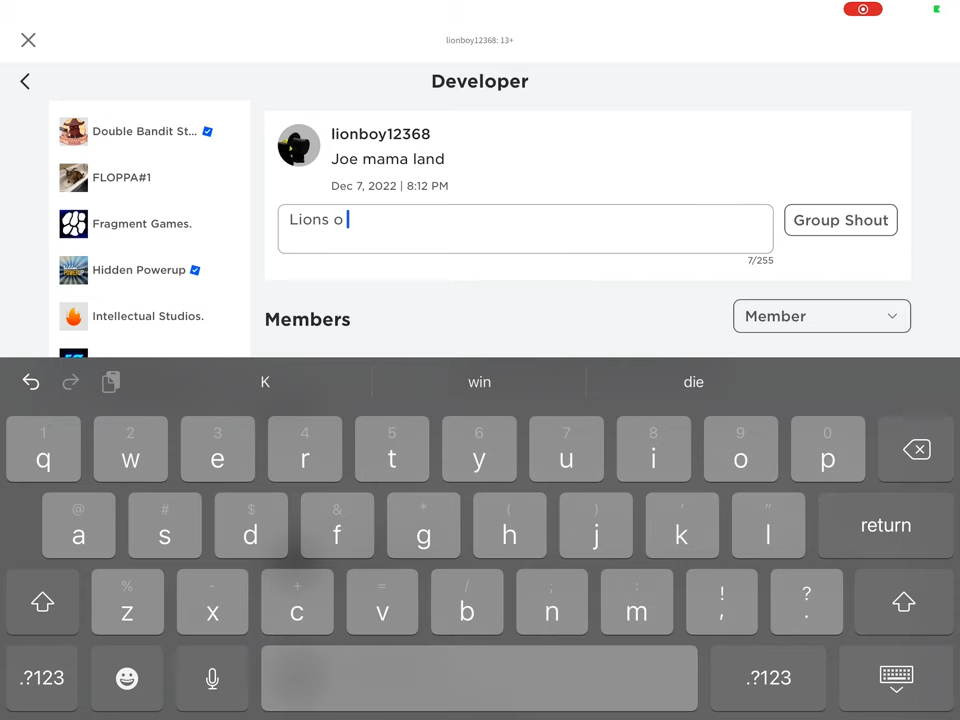 lionboy12368: 13+
Developer
Double Bandit St...
FLOPPA#1
Fragment Games.
Hidden Powerup
Intellectual Studios.
lionboy12368
Joe mama land
Dec 7, 2022 | 8:12 PM
Lions o
Group Shout
7/255
Members
Member
K win die
1 2 3 4 5 6 7 8 9 0
q w e r t y u i o p
@ # $ & * ( ) ' "
a s d f g h j k l return
% - + = / ; : ! ?
z x c v b n m , .
.?123 .?123